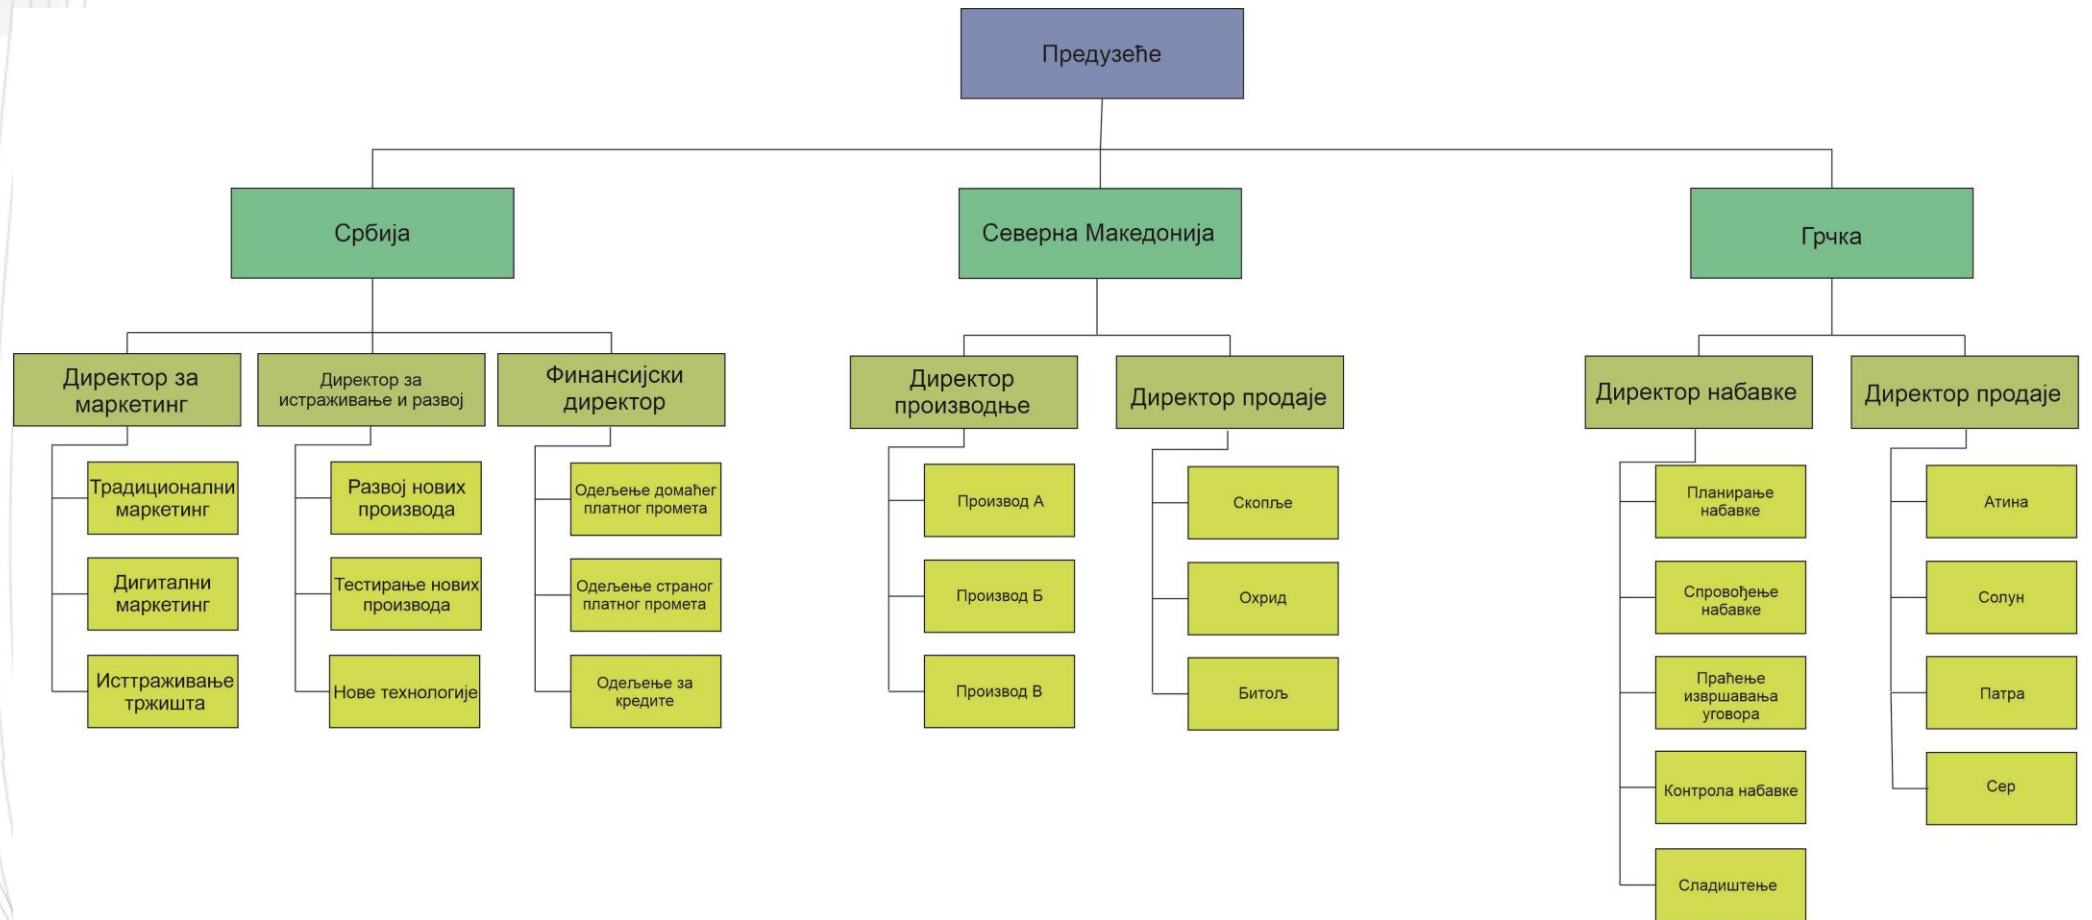 Предузеће
Србија
Северна Македонија
Грчка
Директор за
маркетинг
Директор за
истраживање и развој
Финансијски
директор
Директор
производње
Директор продаје
Директор набавке
Директор продаје
Традиционални
маркетинг
Дигитални
маркетинг
Исттраживање
тржишта
Развој нових
производа
Тестирање нових
производа
Нове технологије
Одељење домаћег
платног промета
Одељење страног
платног промета
Одељење за
кредите
Производ А
Производ Б
Производ В
Скопље
Охрид
Битољ
Планирање
набавке
Спровођење
набавке
Праћење
извршавања
уговора
Контрола набавке
Сладиштење
Атина
Солун
Патра
Сер